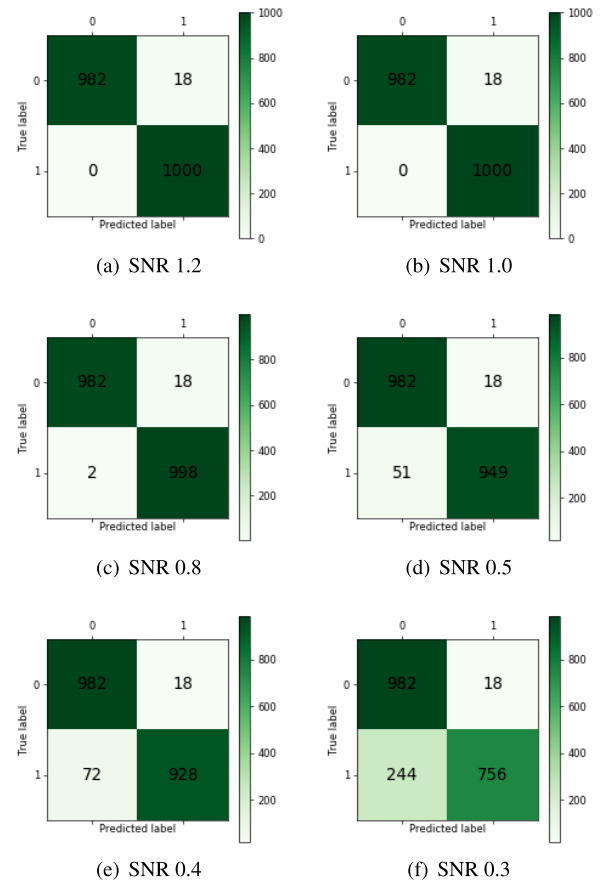 0 1
1000
0 982 18
800
True label
600
400
1 0 1000
200
Predicted label
0
(a) SNR 1.2
0 1
1000
0 982 18
800
True label
600
400
1 0 1000
200
Predicted label
0
(b) SNR 1.0
0 1
800
0 982 18
600
True label
400
1 2 998
200
Predicted label
(c) SNR 0.8
0 1
800
0 982 18
600
True label
400
1 51 949
200
Predicted label
(d) SNR 0.5
0 1
800
0 982 18
600
True label
400
1 72 928
200
Predicted label
(e) SNR 0.4
0 1
800
0 982 18
600
True label
400
1 244 756
200
Predicted label
(f) SNR 0.3